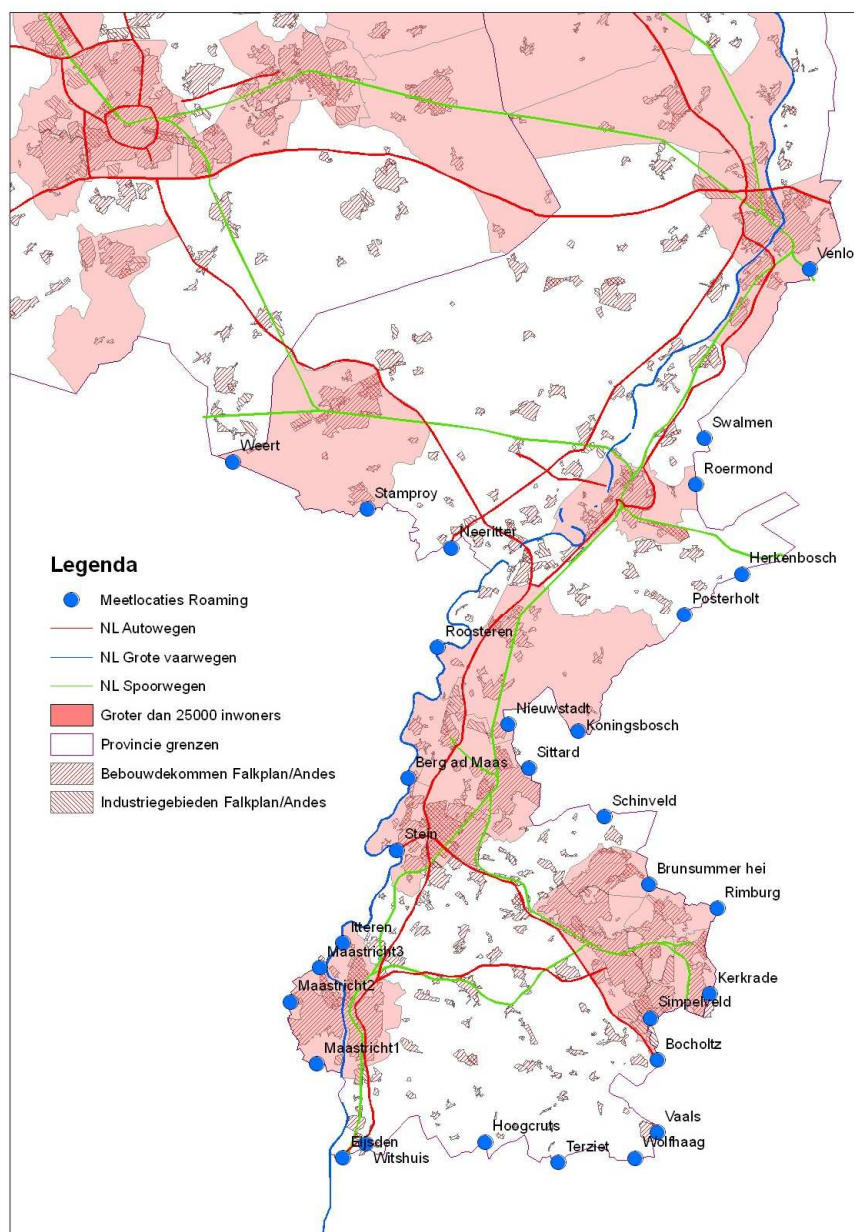 Venlo
Swalmen
Weert
Roermond
Stamproy
Neeritter
Herkenbosch
Legenda
Meetlocaties Roaming
Posterholt
NL Autowegen
Roosteren
NL Grote vaarwegen
NL Spoorwegen
Groter dan 25000 inwoners
Nieuwstadt
Koningsbosch
Provincie grenzen
Sittard
Berg ad Maas
Bebouwdekommen Falkplan/Andes
Industriegebieden Falkplan/Andes
Schinveld
Stein
Brunsummer hei
Rimburg
Itteren
Maastricht3
Kerkrade
Maastricht2
Simpelveld
Maastricht1
Bocholtz
Vaals
Hoogcruts
Eijsden
Wolfhaag
Terziet
Witshuis